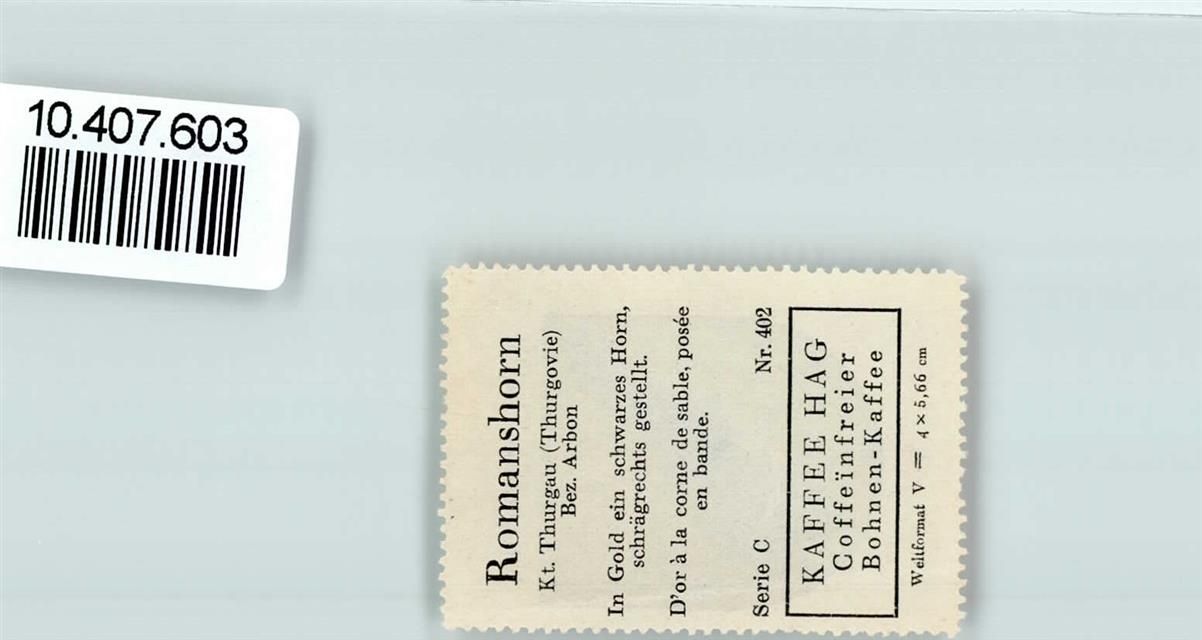 10.407.603
Romanshorn
Kt. Thurgau (Thurgovie)
Bez. Arbon
In Gold ein schwarzes Horn,
schrägrechts gestellt.
D'or à la corne de sable, posée
en bande.
Serie C Nr. 402
KAFFEE HAG
Coffeïnfreier
Bohnen-Kaffee
Weltformat V = 4 × 5,66 cm